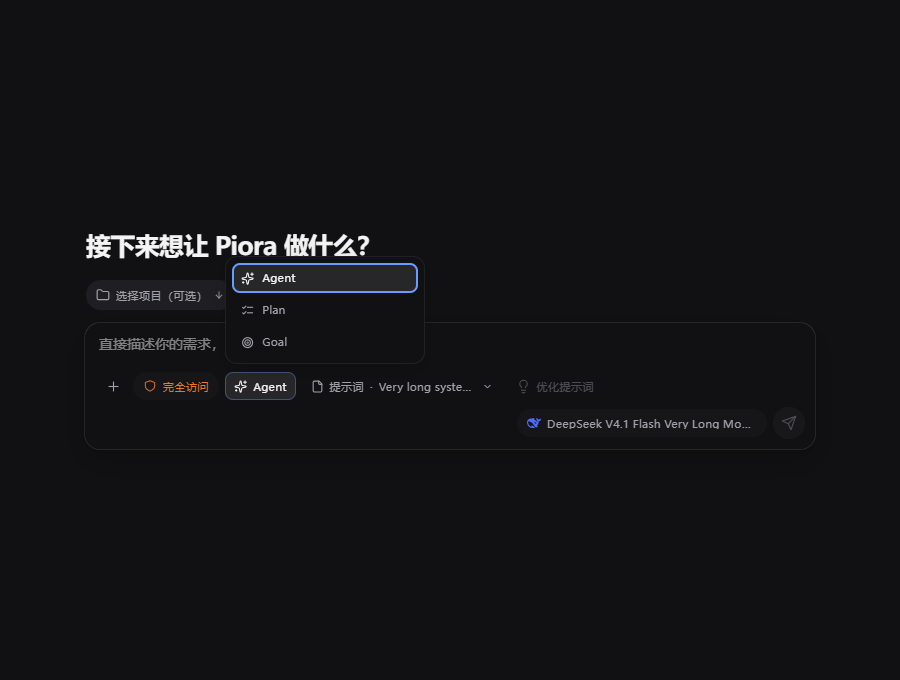 接下来想让 Piora 做什么?
选择项目（可选）
Agent
Plan
Goal
直接描述你的需求，
完全访问
Agent
提示词 · Very long syste...
优化提示词
DeepSeek V4.1 Flash Very Long Mo...